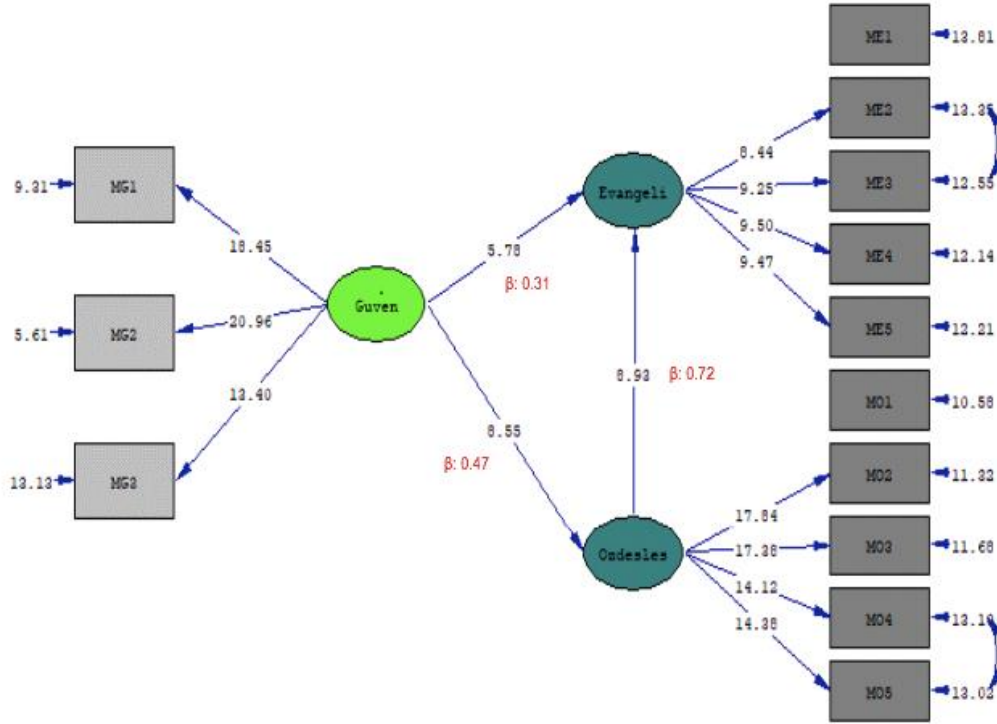 ME1
13.81
ME2
13.35
ME3
12.55
ME4
12.14
ME5
12.21
MO1
10.58
MO2
11.32
MO3
11.68
MO4
13.10
MO5
13.02
9.31
MG1
5.61
MG2
13.13
MG3
18.45
20.96
13.40
Guven
5.78
β: 0.31
8.55
β: 0.47
Evangeli
8.93
β: 0.72
Ozdesles
8.44
9.25
9.50
9.47
17.84
17.38
14.12
14.38